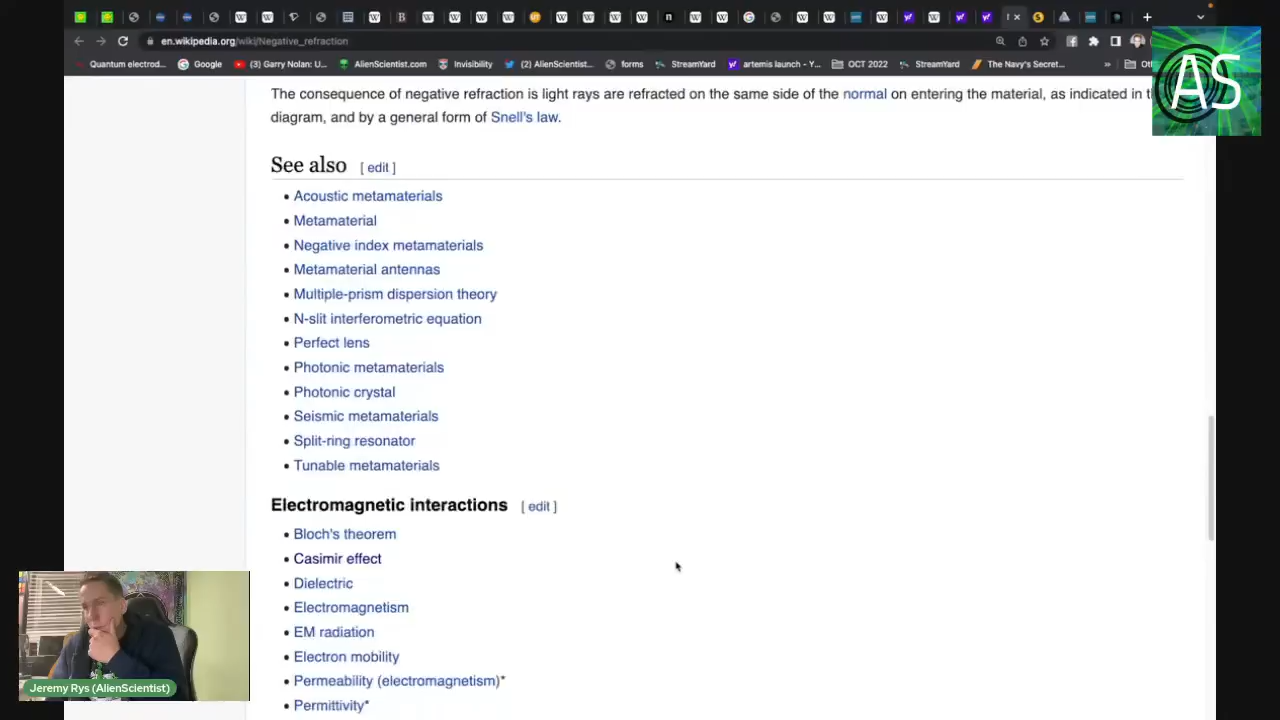 en.wikipedia.org/wiki/Negative_refraction
Quantum electrod...
Google
(3) Garry Nolan: U...
AlienScientist.com
Invisibility
(2) AlienScientist...
forms
StreamYard
artemis launch - Y...
OCT 2022
StreamYard
The Navy's Secret...
»
AS
The consequence of negative refraction is light rays are refracted on the same side of the normal on entering the material, as indicated in
diagram, and by a general form of Snell's law.
See also [ edit ]
• Acoustic metamaterials
• Metamaterial
• Negative index metamaterials
• Metamaterial antennas
• Multiple-prism dispersion theory
• N-slit interferometric equation
• Perfect lens
• Photonic metamaterials
• Photonic crystal
• Seismic metamaterials
• Split-ring resonator
• Tunable metamaterials
Electromagnetic interactions [ edit ]
• Bloch's theorem
• Casimir effect
• Dielectric
• Electromagnetism
• EM radiation
• Electron mobility
• Permeability (electromagnetism)*
• Permittivity*
Jeremy Rys (AlienScientist)